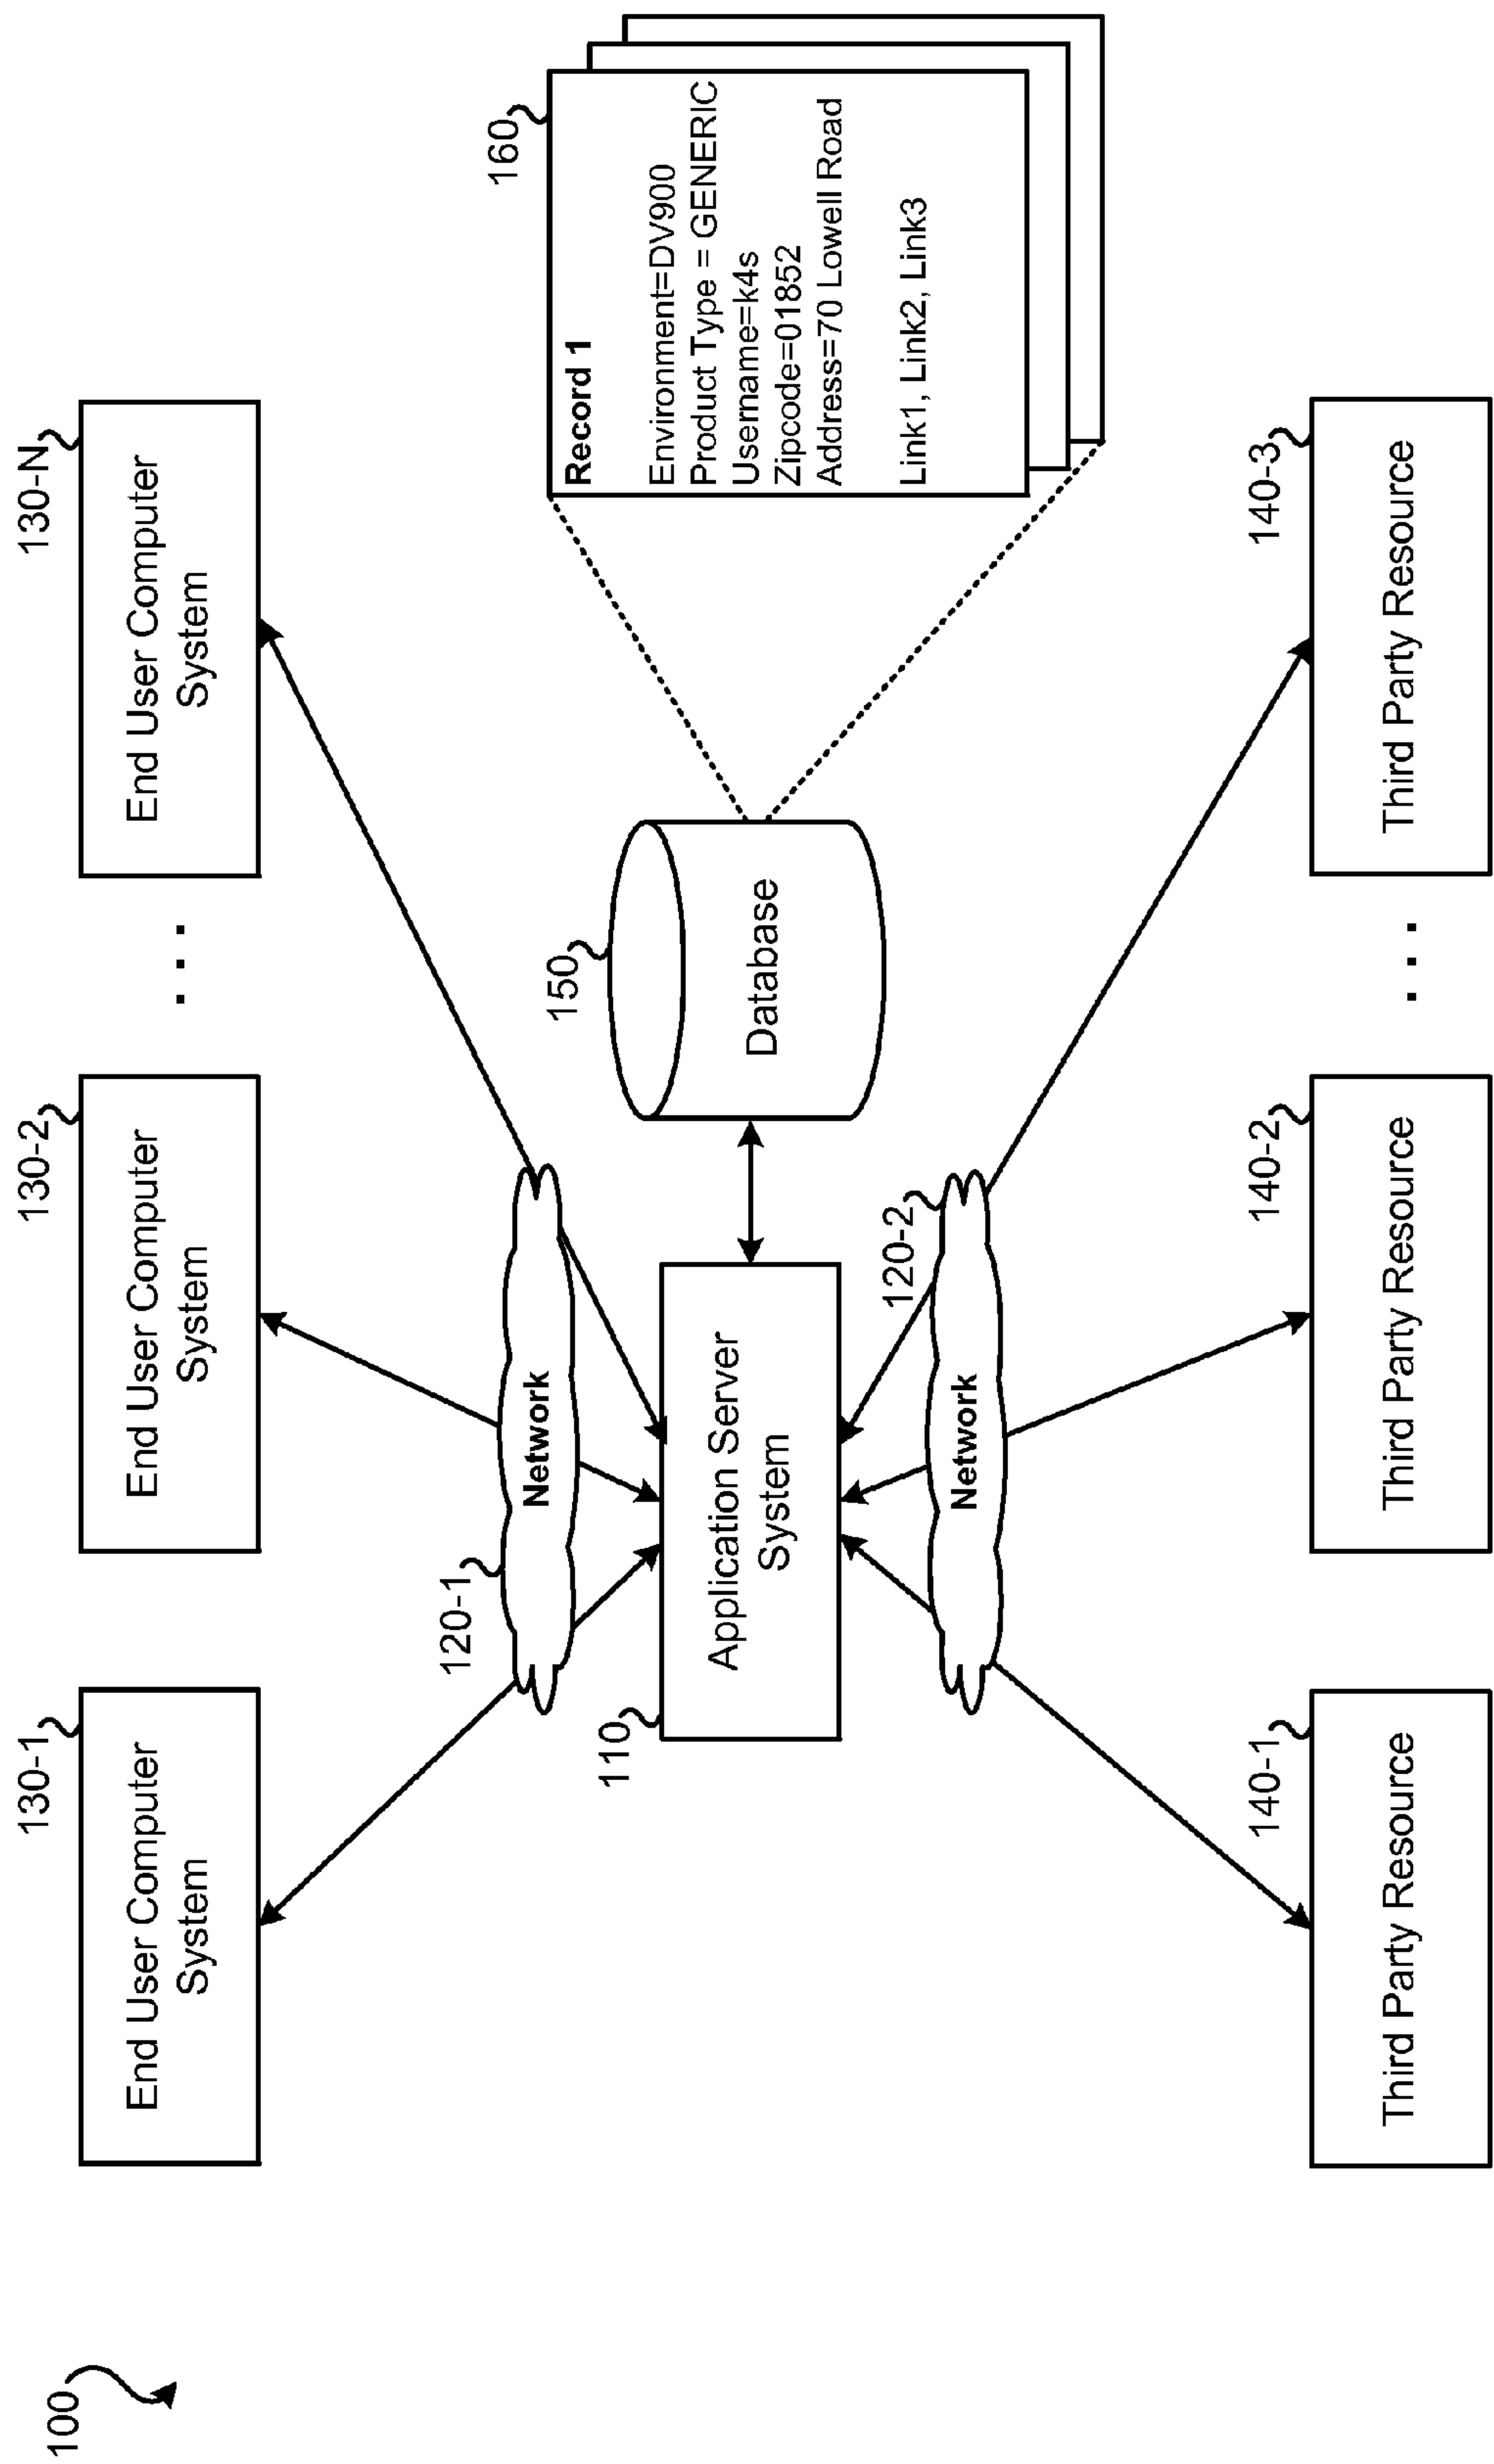 100
130-1
End User Computer
System
130-2
End User Computer
System
. . .
130-N
End User Computer
System
120-1
Network
110
Application Server
System
150
Database
160
Record 1
Environment=DV900
Product Type = GENERIC
Username=k4s
Zipcode=01852
Address=70 Lowell Road
Link1, Link2, Link3
120-2
Network
140-1
Third Party Resource
140-2
Third Party Resource
. . .
140-3
Third Party Resource